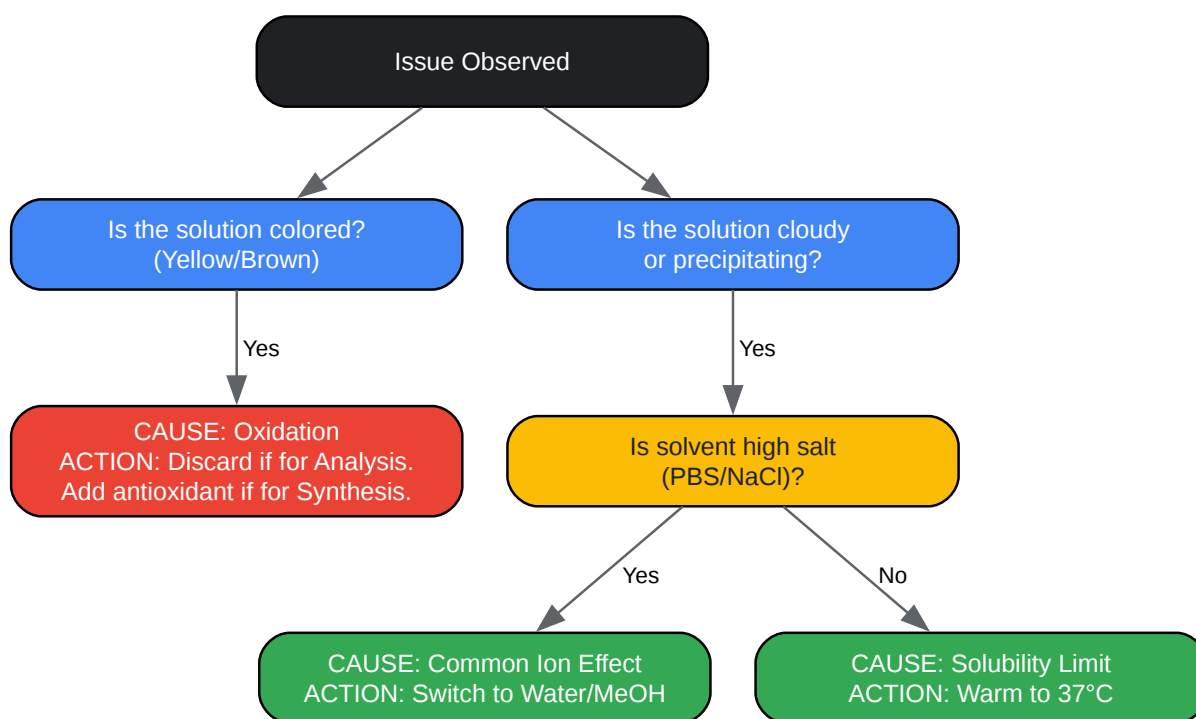 Issue Observed
Is the solution colored?
(Yellow/Brown)
Is the solution cloudy
or precipitating?
Yes
Yes
CAUSE: Oxidation
ACTION: Discard if for Analysis.
Add antioxidant if for Synthesis.
Is solvent high salt
(PBS/NaCl)?
Yes
No
CAUSE: Common Ion Effect
ACTION: Switch to Water/MeOH
CAUSE: Solubility Limit
ACTION: Warm to 37°C